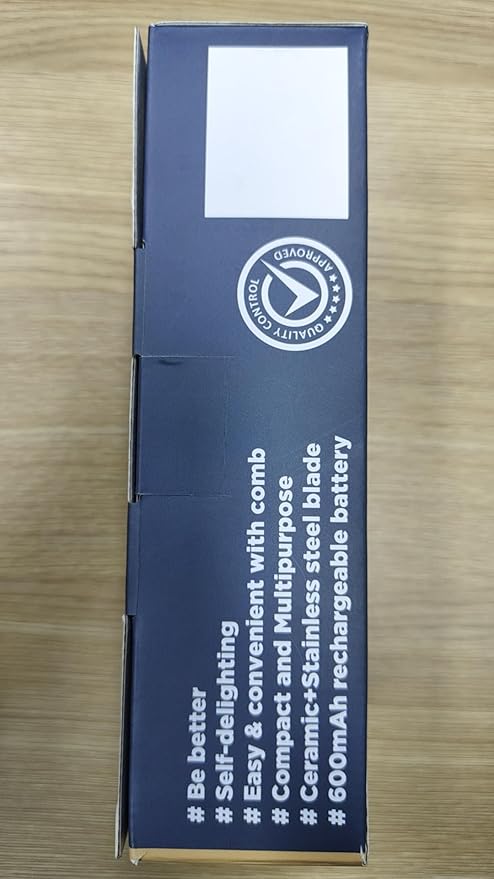 # Be better
# Self-delighting
# Easy & convenient with comb
# Compact and Multipurpose
# Ceramic+Stainless steel blade
# 600mAh rechargeable battery
QUALITY CONTROL
APPROVED